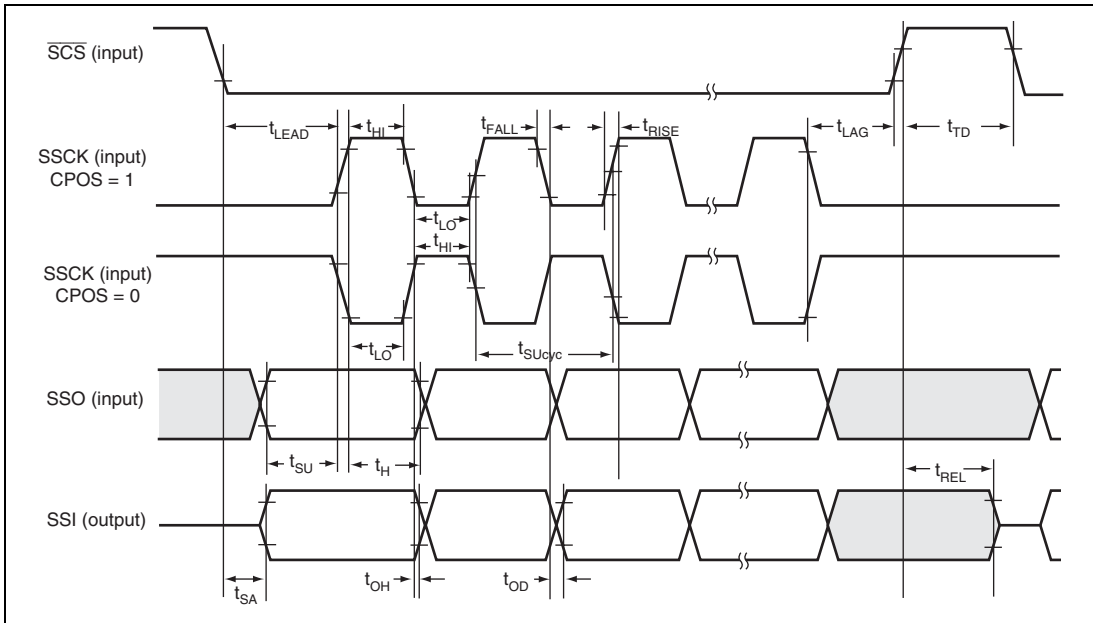 SCS (input)
tLEAD
tHI
tFALL
tRISE
tLAG
tTD
SSCK (input)
CPOS = 1
tLO
tHI
SSCK (input)
CPOS = 0
tLO
tSUcyc
SSO (input)
tSU
tH
tREL
SSI (output)
tSA
tOH
tOD